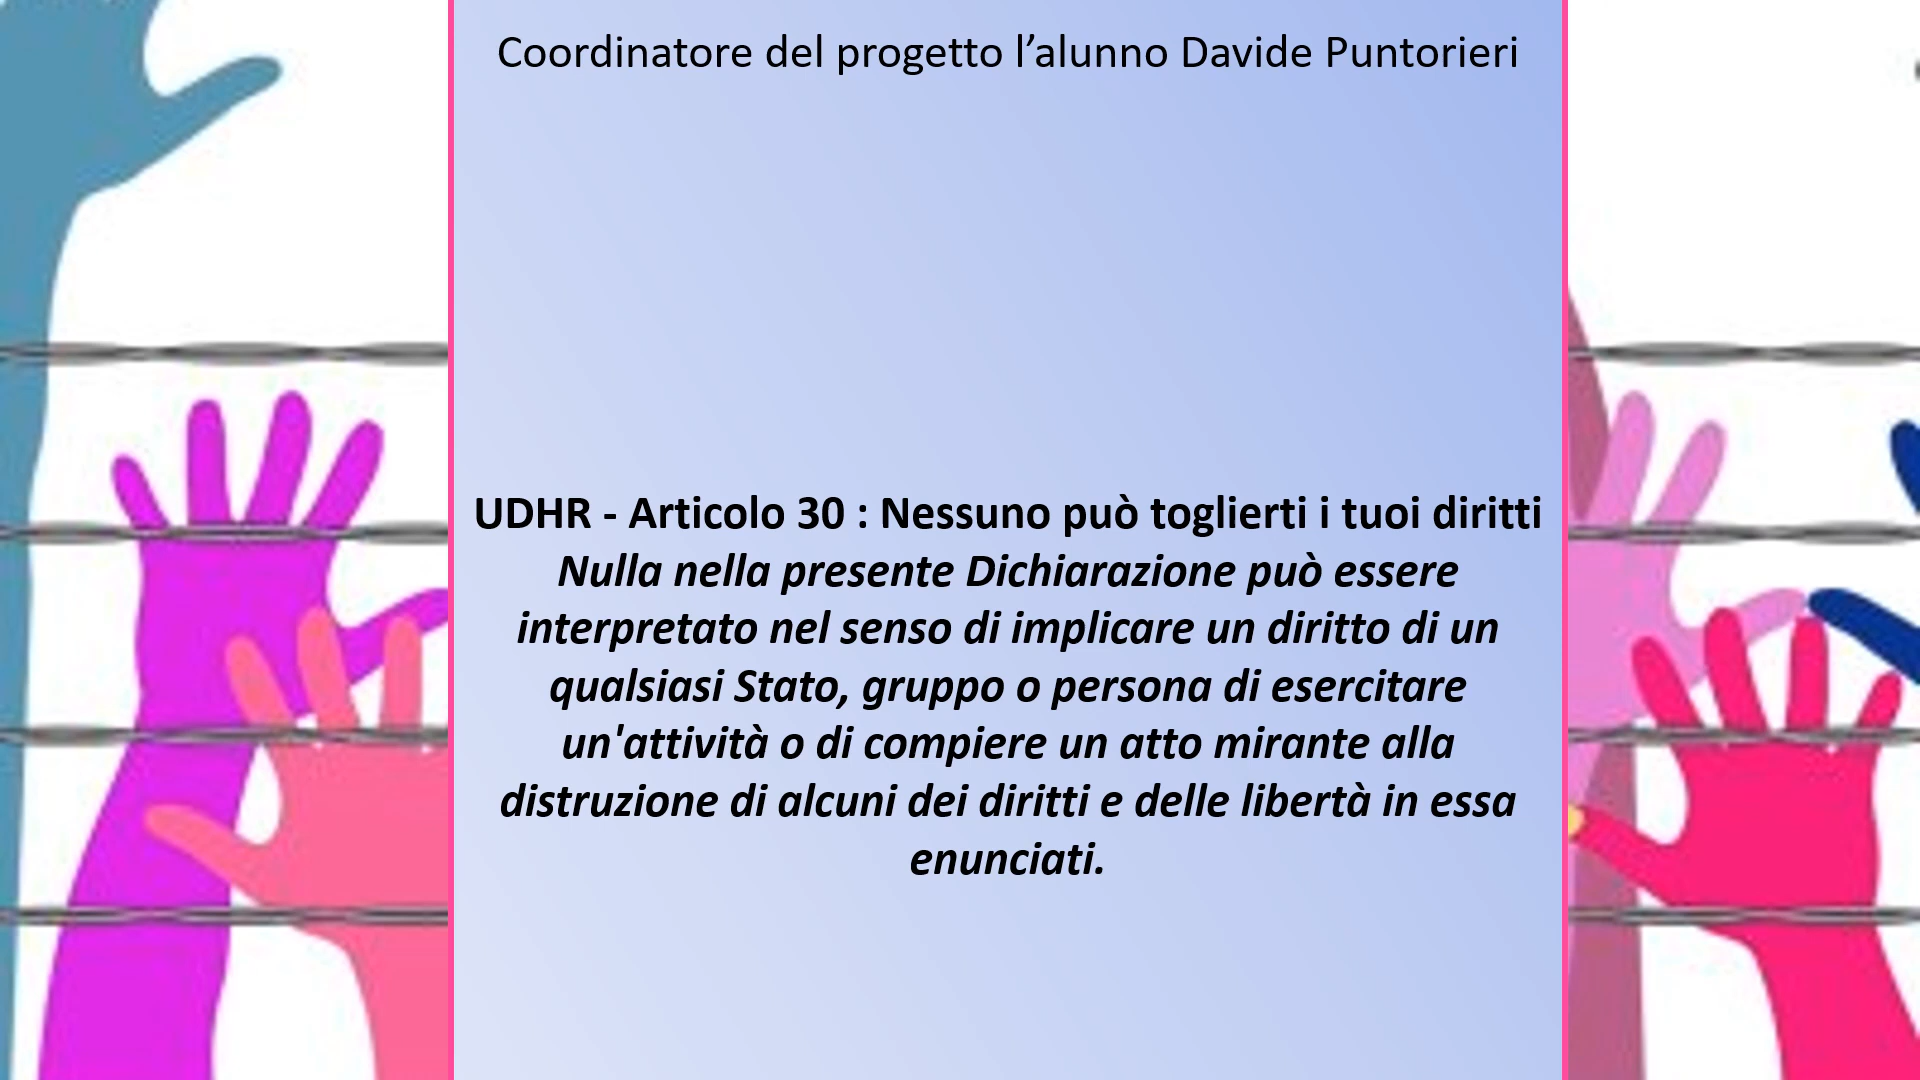 Coordinatore del progetto l’alunno Davide Puntorieri
UDHR - Articolo 30 : Nessuno può toglierti i tuoi diritti
Nulla nella presente Dichiarazione può essere
interpretato nel senso di implicare un diritto di un
qualsiasi Stato, gruppo o persona di esercitare
un'attività o di compiere un atto mirante alla
distruzione di alcuni dei diritti e delle libertà in essa
enunciati.